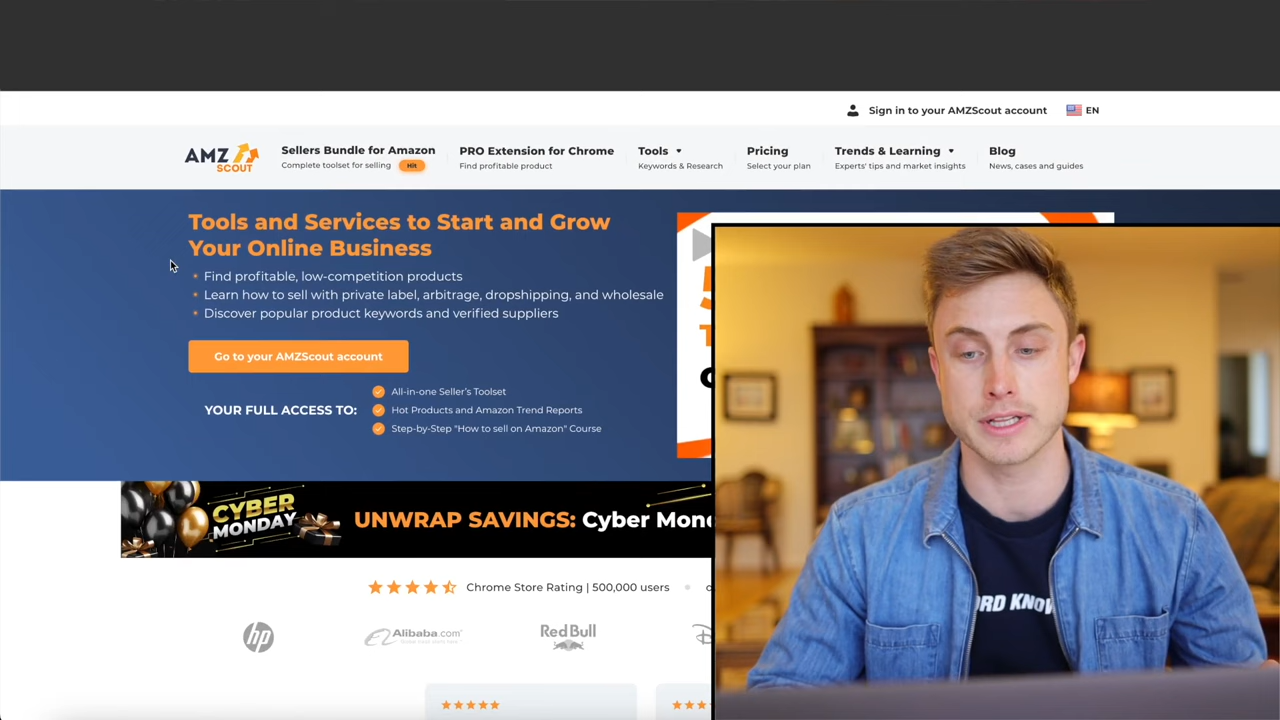 Sign in to your AMZScout account
EN
AMZ SCOUT
Sellers Bundle for Amazon
Complete toolset for selling
Hit
PRO Extension for Chrome
Find profitable product
Tools
Keywords & Research
Pricing
Select your plan
Trends & Learning
Experts' tips and market insights
Blog
News, cases and guides
Tools and Services to Start and Grow
Your Online Business
Find profitable, low-competition products
Learn how to sell with private label, arbitrage, dropshipping, and wholesale
Discover popular product keywords and verified suppliers
Go to your AMZScout account
YOUR FULL ACCESS TO:
All-in-one Seller's Toolset
Hot Products and Amazon Trend Reports
Step-by-Step "How to sell on Amazon" Course
CYBER
MONDAY
UNWRAP SAVINGS: Cyber Mon
Chrome Store Rating | 500,000 users
hp
Alibaba.com
Red Bull
ORD KNOW